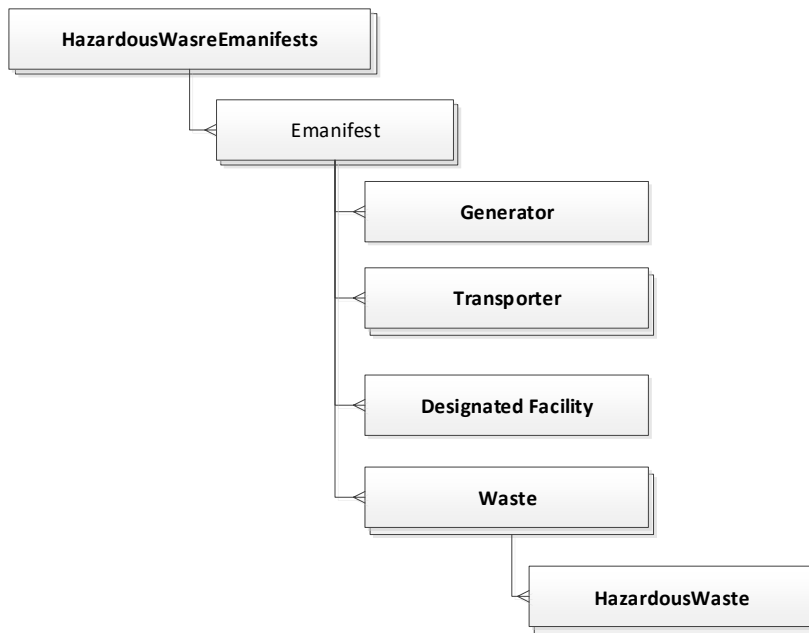 HazardousWasreEmanifests
Emanifest
Generator
Transporter
Designated Facility
Waste
HazardousWaste